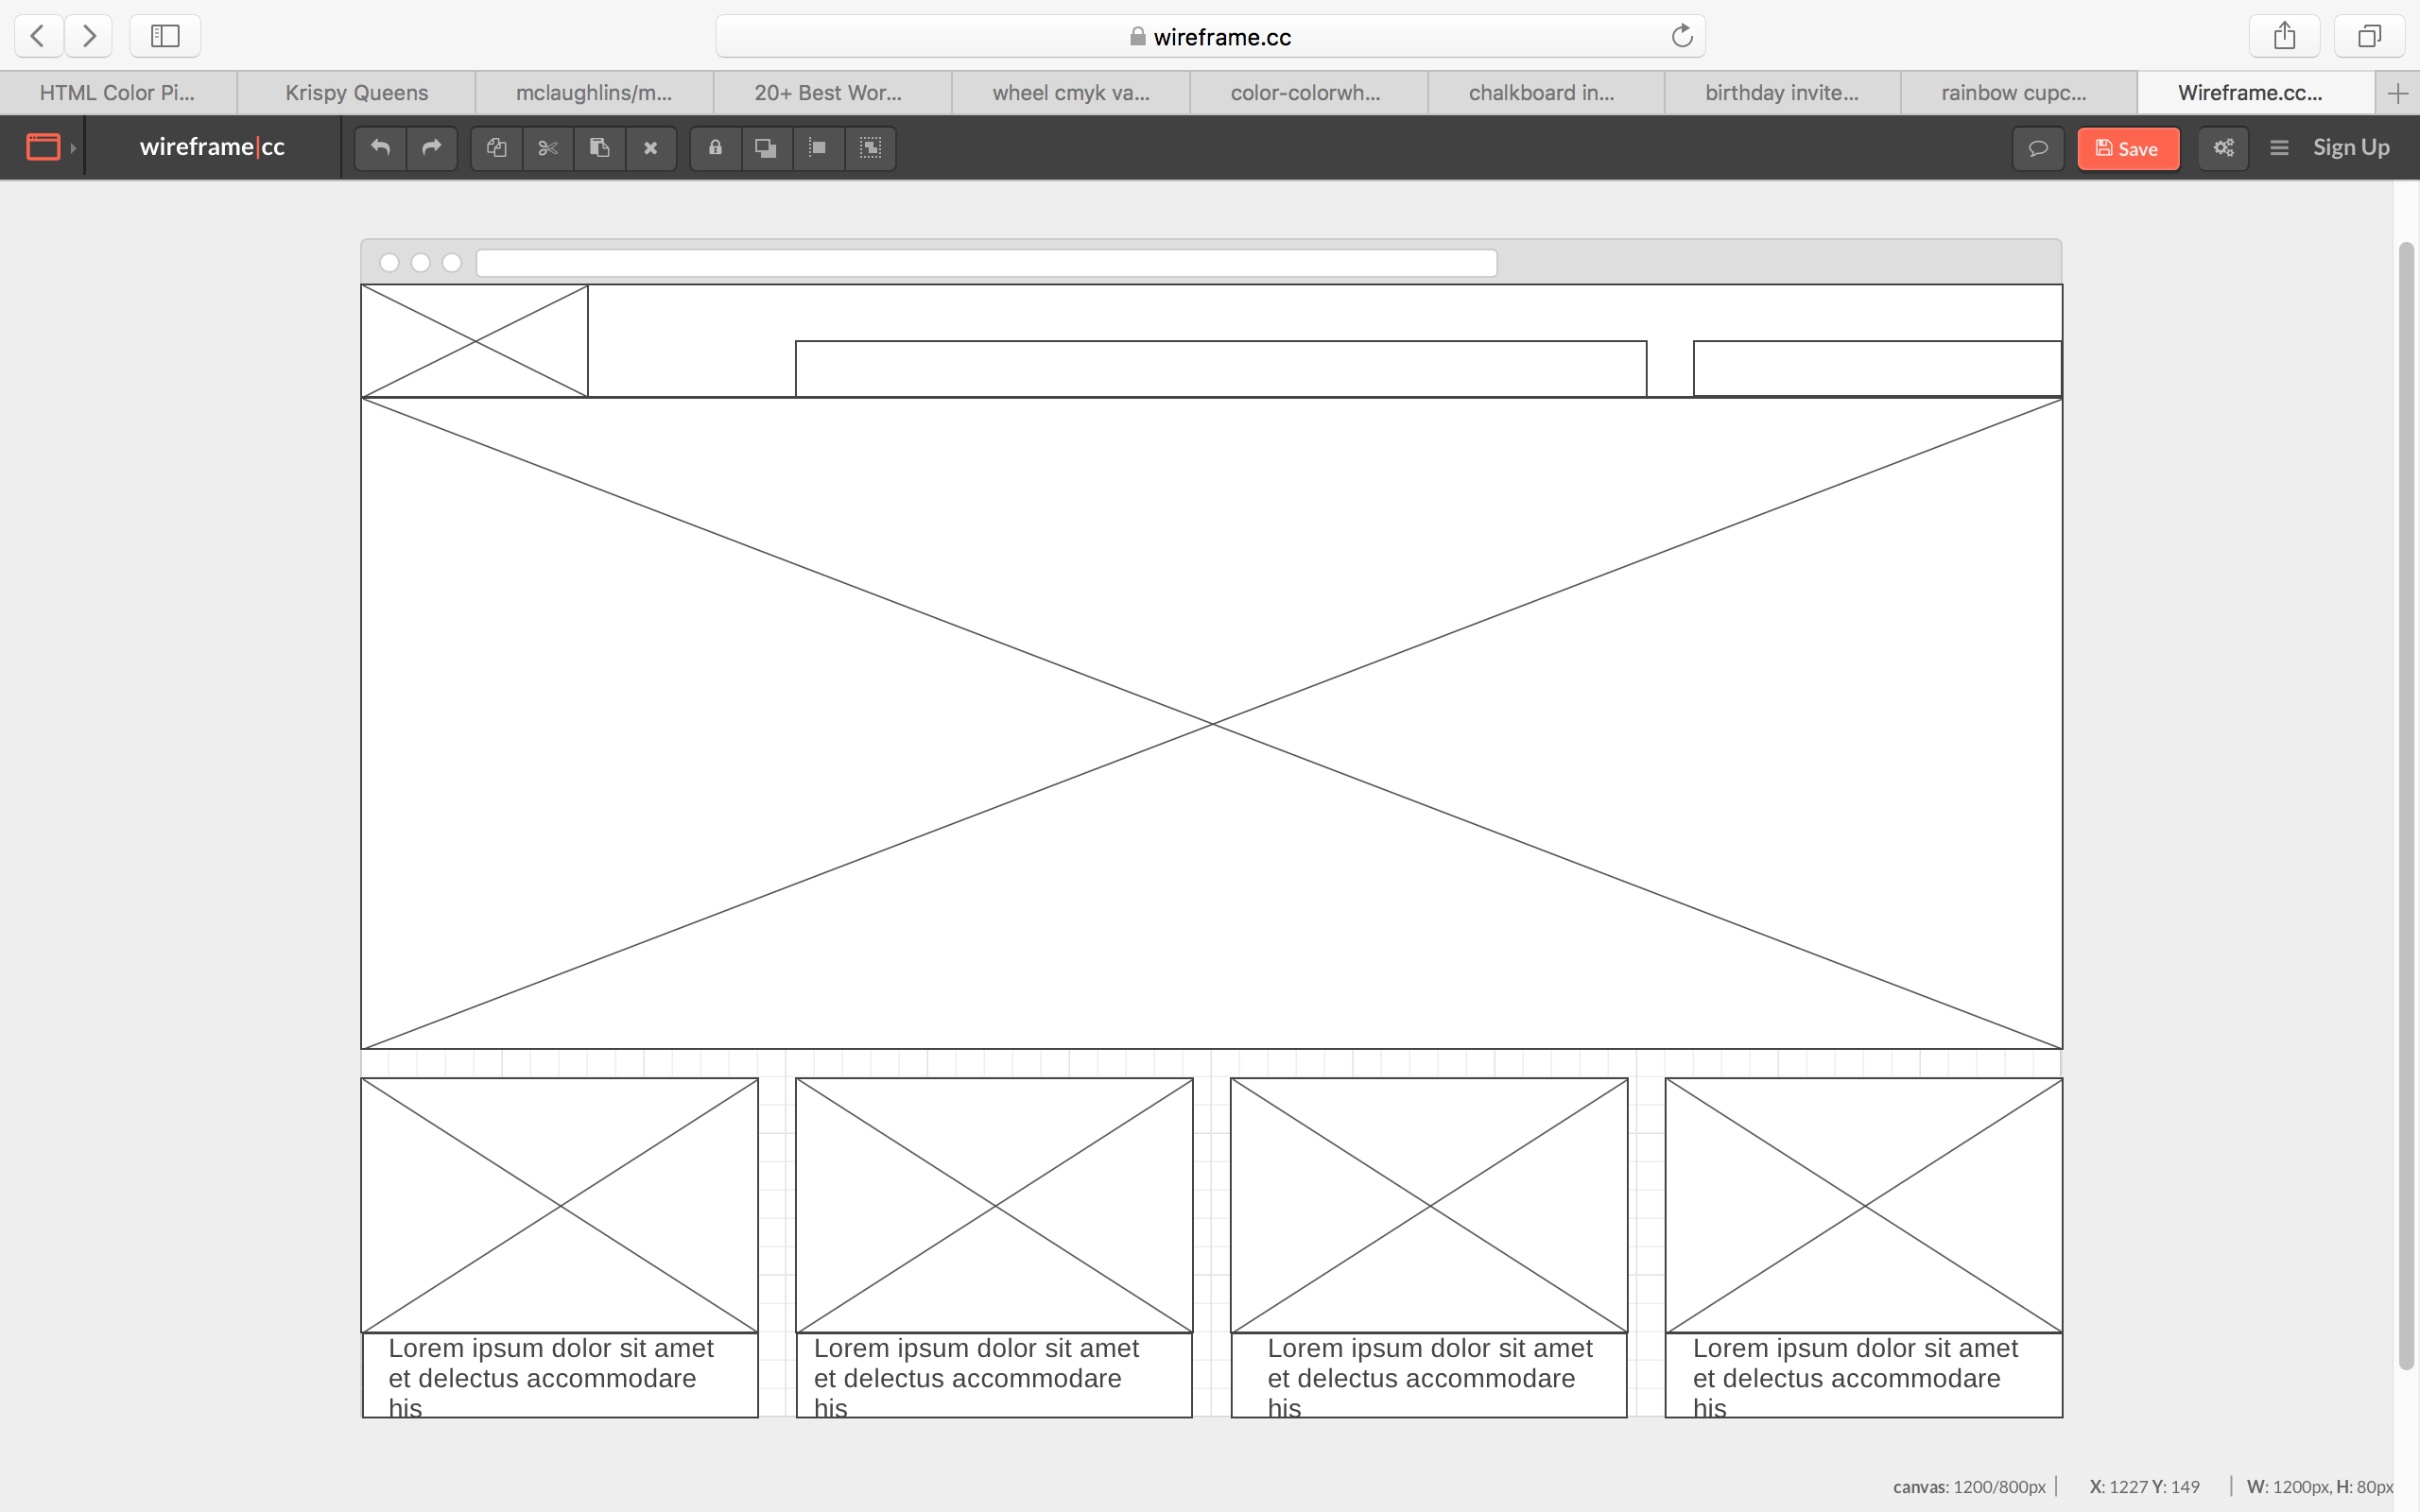 wireframe.cc
HTML Color Pi...
Krispy Queens
mclaughlins/m...
20+ Best Wor...
wheel cmyk va...
color-colorwh...
chalkboard in...
birthday invite...
rainbow cupc...
Wireframe.cc...
wireframe|cc
Save
Sign Up
Lorem ipsum dolor sit amet
et delectus accommodare
his
Lorem ipsum dolor sit amet
et delectus accommodare
his
Lorem ipsum dolor sit amet
et delectus accommodare
his
Lorem ipsum dolor sit amet
et delectus accommodare
his
canvas: 1200/800px | X: 1227 Y: 149 | W: 1200px, H: 80px